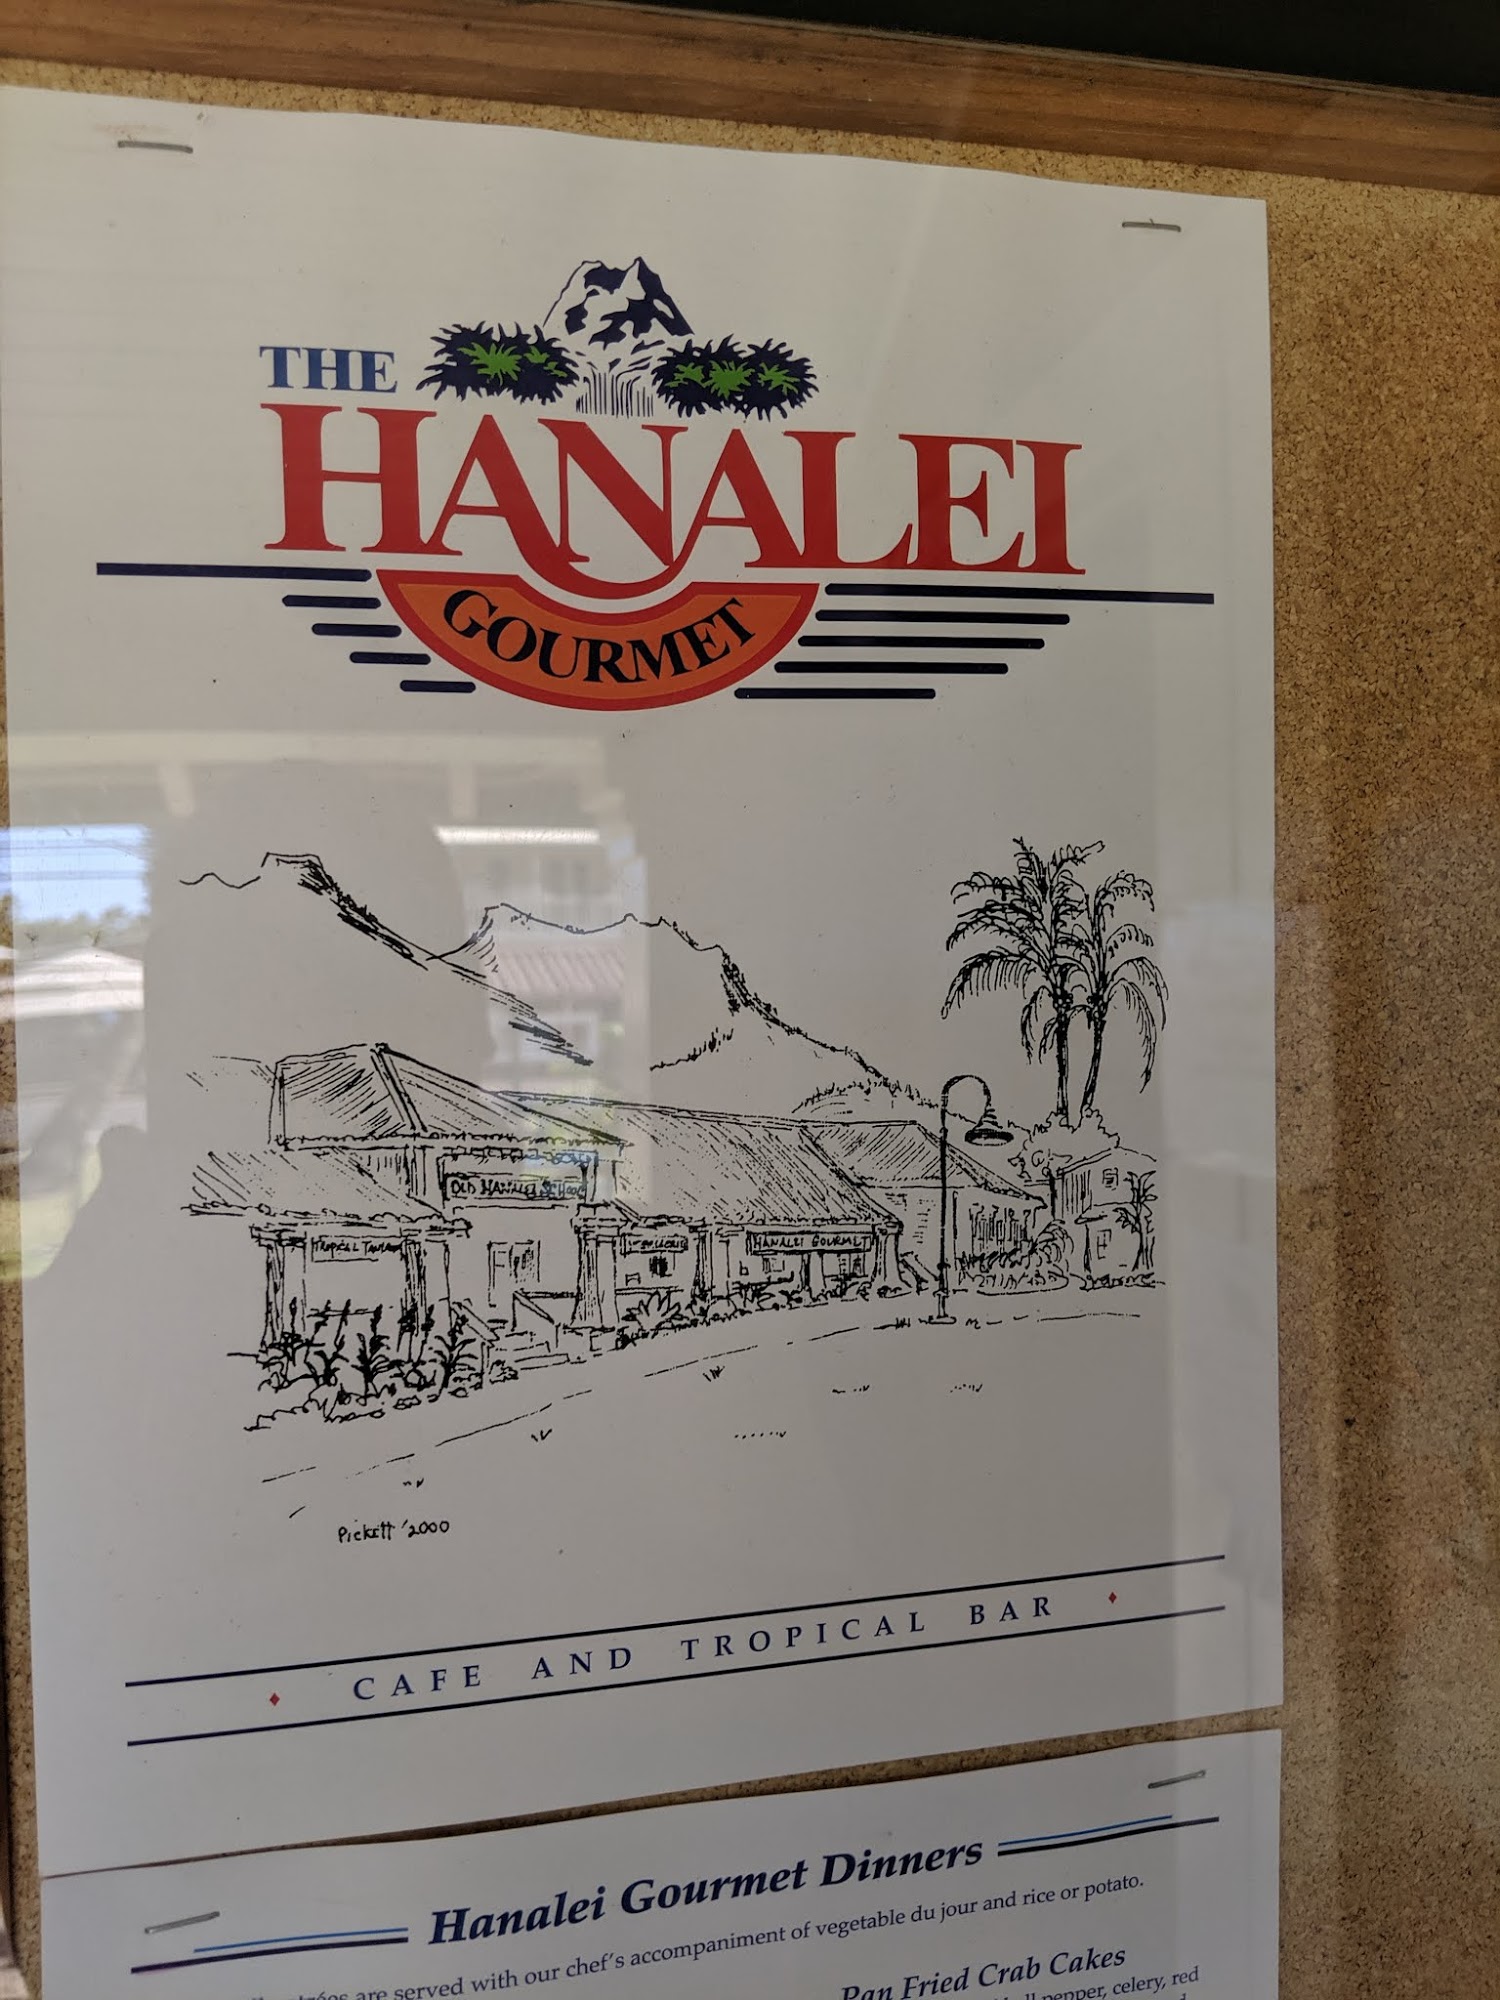 THE
HANALEI
GOURMET
OLD HANALEI SCHOOL
TROPICAL
HANALEI GOURMET
Pickett '2000
CAFE AND TROPICAL BAR
Hanalei Gourmet Dinners
are served with our chef's accompaniment of vegetable du jour and rice or potato.
Pan Fried Crab Cakes
pepper, celery, red